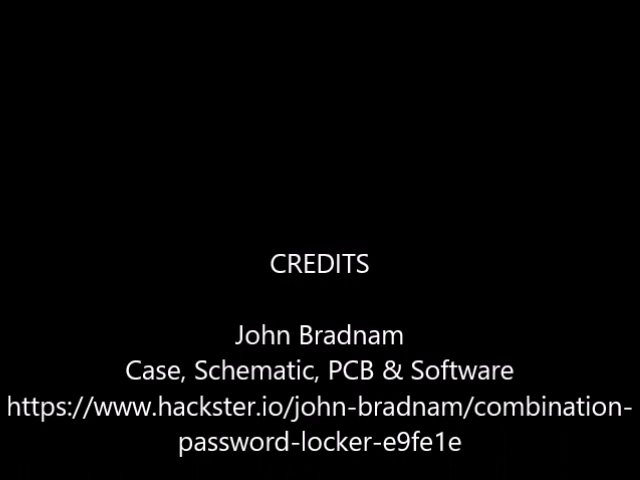 CREDITS
John Bradnam
Case, Schematic, PCB & Software
https://www.hackster.io/john-bradnam/combination-
password-locker-e9fe1e